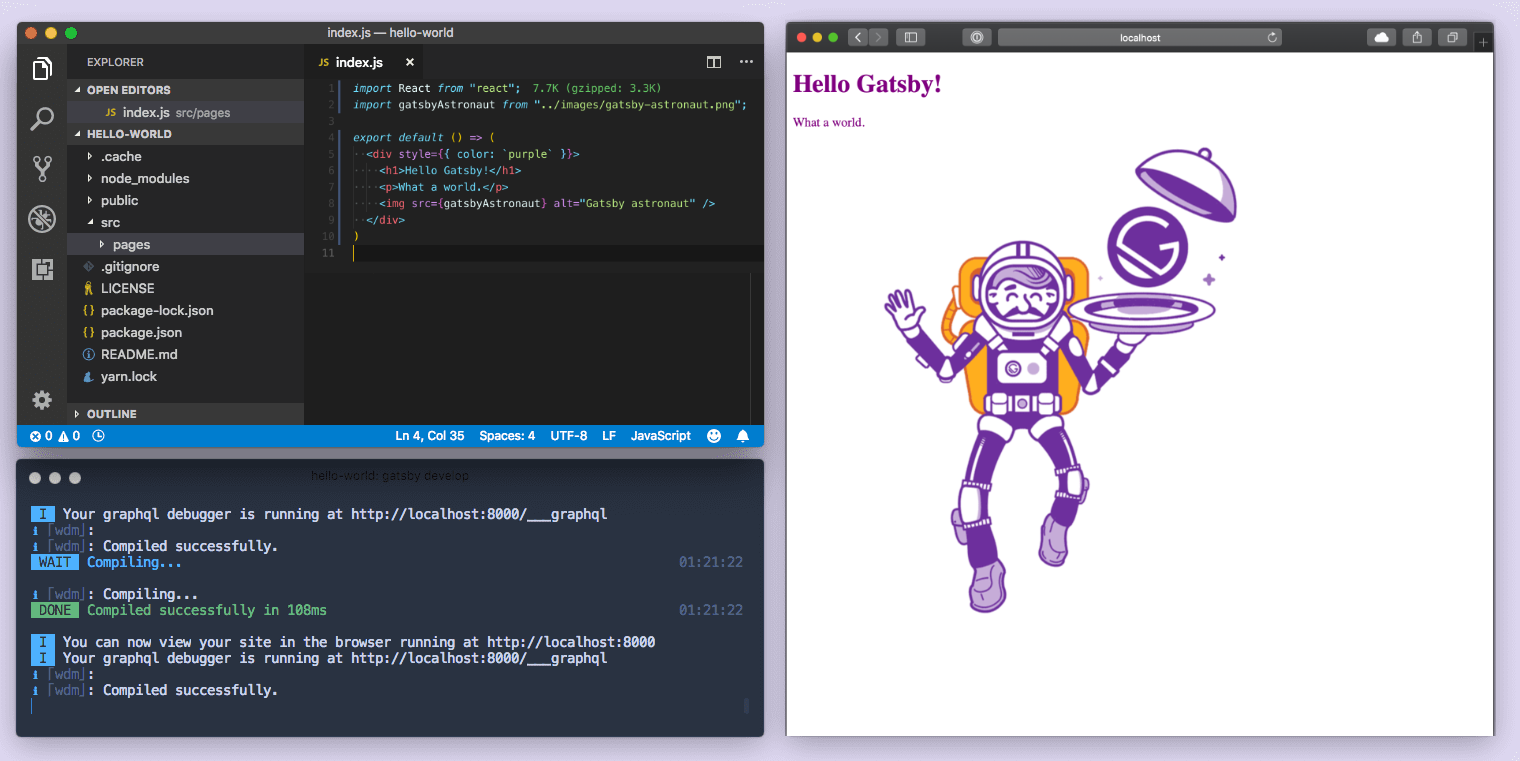 index.js — hello-world
EXPLORER
OPEN EDITORS
JS index.js src/pages
HELLO-WORLD
.cache
node_modules
public
src
pages
.gitignore
LICENSE
{} package-lock.json
{} package.json
README.md
yarn.lock
OUTLINE
JS index.js ×
1 import React from "react"; 7.7K (gzipped: 3.3K)
2 import gatsbyAstronaut from "../images/gatsby-astronaut.png";
3
4 export default () => (
5 <div style={{ color: `purple` }}>
6 <h1>Hello Gatsby!</h1>
7 <p>What a world.</p>
8 <img src={gatsbyAstronaut} alt="Gatsby astronaut" />
9 </div>
10 )
11
0 0 Ln 4, Col 35 Spaces: 4 UTF-8 LF JavaScript
hello-world: gatsby develop
I Your graphql debugger is running at http://localhost:8000/___graphql
i ｢wdm｣:
i ｢wdm｣: Compiled successfully.
WAIT Compiling... 01:21:22
i ｢wdm｣: Compiling...
DONE Compiled successfully in 108ms 01:21:22
I You can now view your site in the browser running at http://localhost:8000
I Your graphql debugger is running at http://localhost:8000/___graphql
i ｢wdm｣:
i ｢wdm｣: Compiled successfully.
localhost
Hello Gatsby!
What a world.